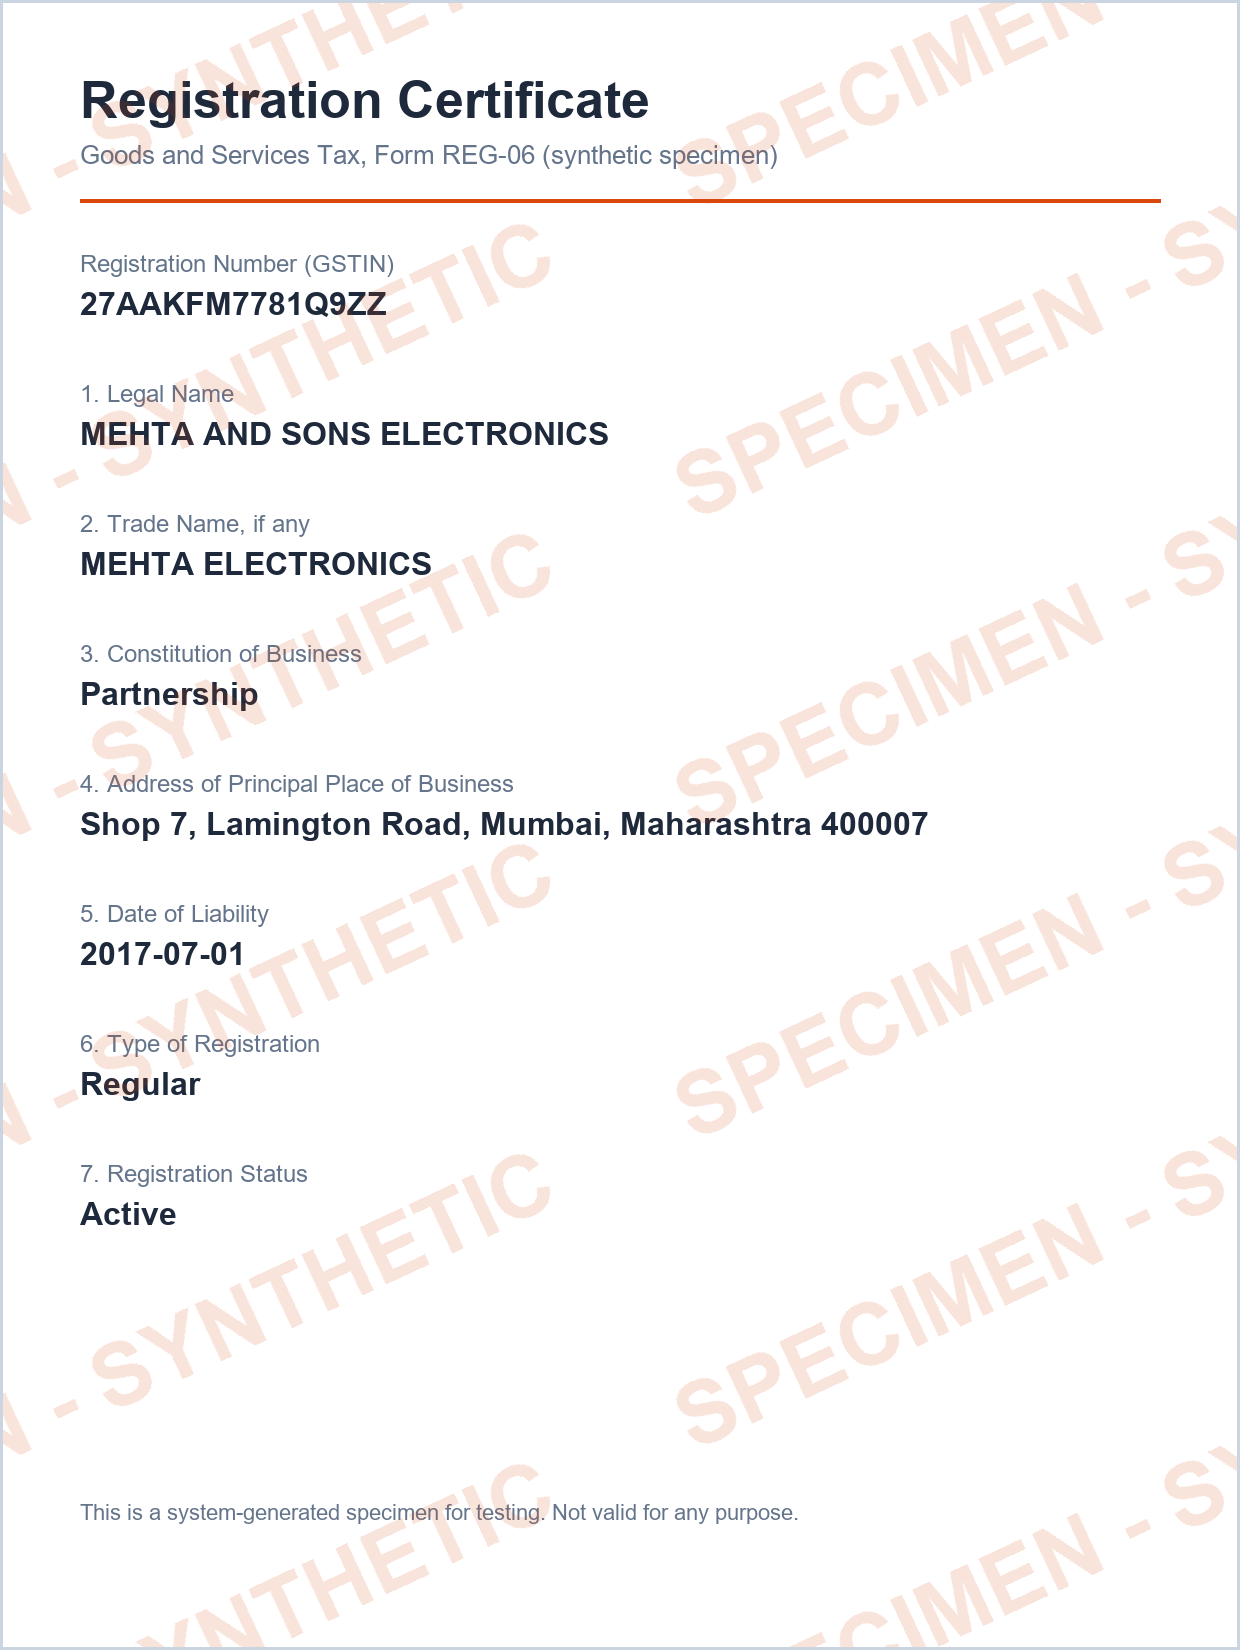 Registration Certificate
Goods and Services Tax, Form REG-06 (synthetic specimen)
Registration Number (GSTIN)
27AAKFM7781Q9ZZ
1. Legal Name
MEHTA AND SONS ELECTRONICS
2. Trade Name, if any
MEHTA ELECTRONICS
3. Constitution of Business
Partnership
4. Address of Principal Place of Business
Shop 7, Lamington Road, Mumbai, Maharashtra 400007
5. Date of Liability
2017-07-01
6. Type of Registration
Regular
7. Registration Status
Active
This is a system-generated specimen for testing. Not valid for any purpose.
SPECIMEN - SYNTHETIC